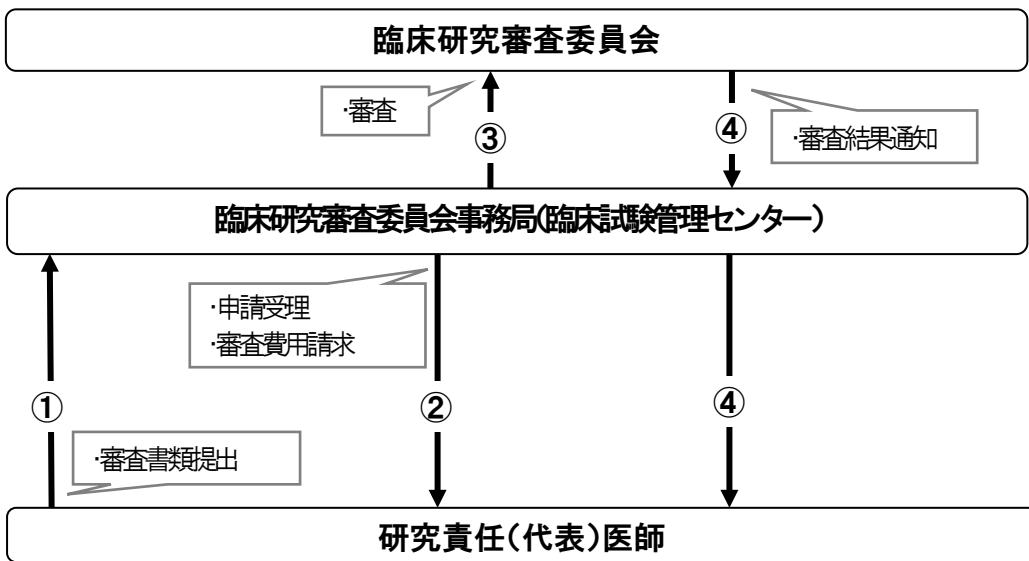 臨床研究審査委員会
・審査
③
④
・審査結果通知
臨床研究審査委員会事務局(臨床試験管理センター)
・申請受理
・審査費用請求
①
②
④
・審査書類提出
研究責任(代表)医師